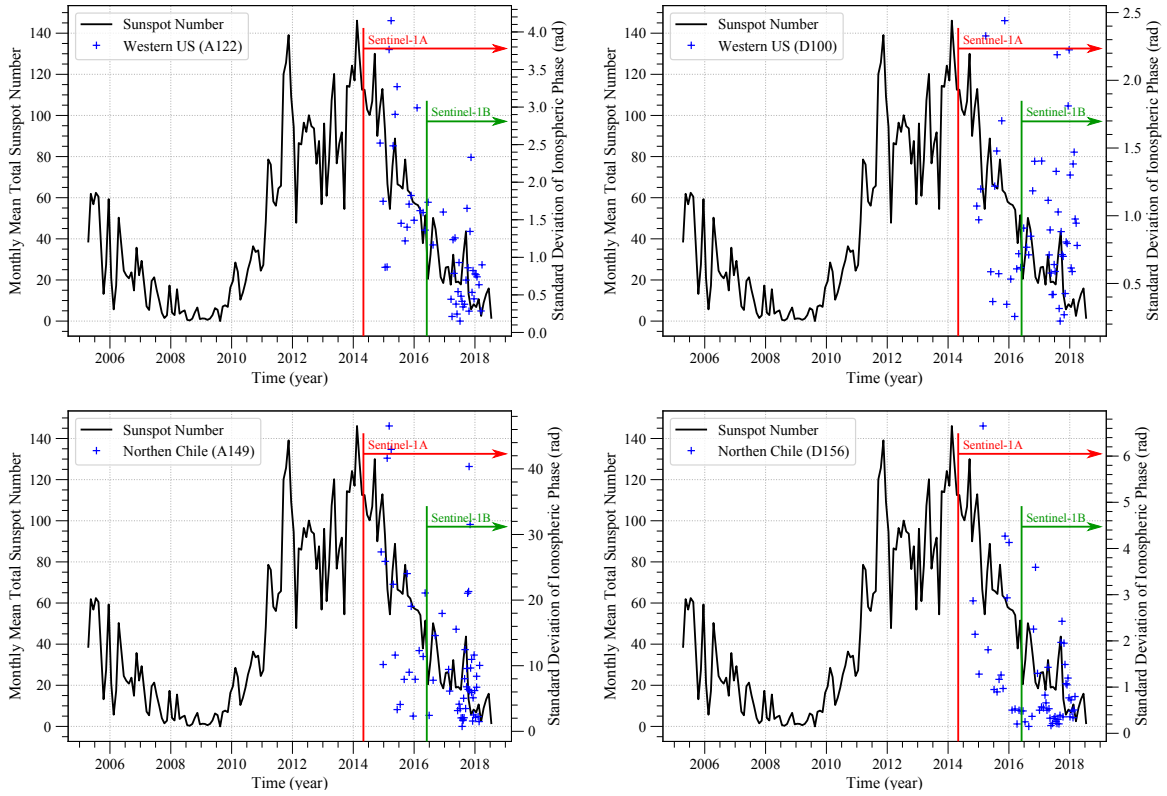 Sunspot Number
Western US (A122)
Sentinel-1A
Sentinel-1B
Monthly Mean Total Sunspot Number
0
20
40
60
80
100
120
140
Standard Deviation of Ionospheric Phase (rad)
0.0
0.5
1.0
1.5
2.0
2.5
3.0
3.5
4.0
2006 2008 2010 2012 2014 2016 2018
Time (year)
Sunspot Number
Western US (D100)
Sentinel-1A
Sentinel-1B
Monthly Mean Total Sunspot Number
0
20
40
60
80
100
120
140
Standard Deviation of Ionospheric Phase (rad)
0.5
1.0
1.5
2.0
2.5
2006 2008 2010 2012 2014 2016 2018
Time (year)
Sunspot Number
Northen Chile (A149)
Sentinel-1A
Sentinel-1B
Monthly Mean Total Sunspot Number
0
20
40
60
80
100
120
140
Standard Deviation of Ionospheric Phase (rad)
0
10
20
30
40
2006 2008 2010 2012 2014 2016 2018
Time (year)
Sunspot Number
Northen Chile (D156)
Sentinel-1A
Sentinel-1B
Monthly Mean Total Sunspot Number
0
20
40
60
80
100
120
140
Standard Deviation of Ionospheric Phase (rad)
0
1
2
3
4
5
6
2006 2008 2010 2012 2014 2016 2018
Time (year)